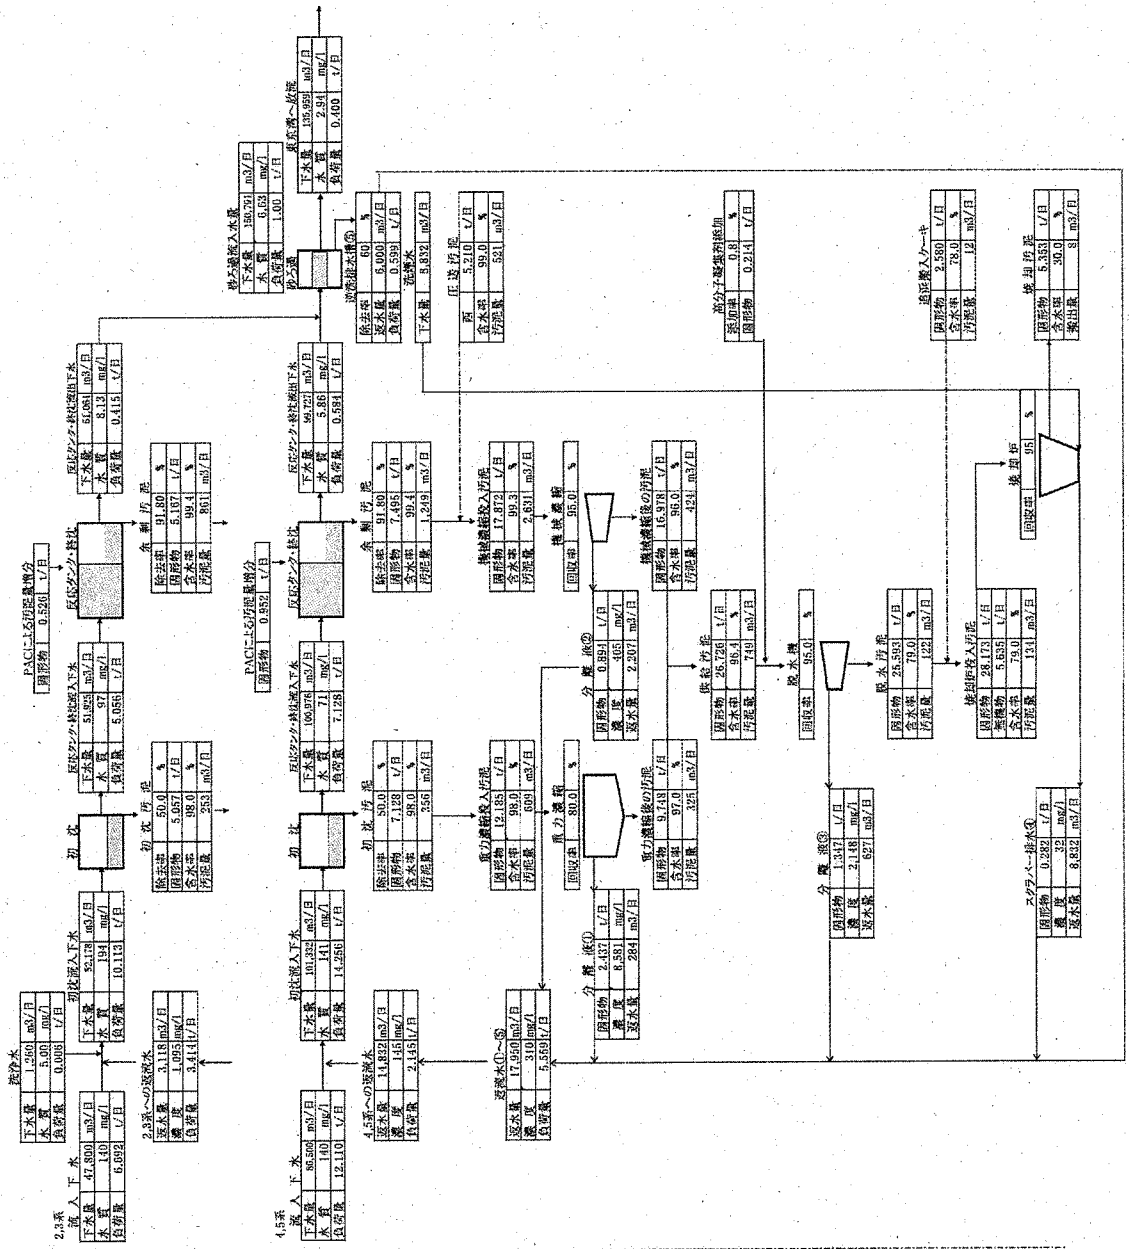 2,3系
流入下水
下水量 47,800 m3/日
水質 140 mg/l
負荷量 6.692 t/日
洗浄水
下水量 1,260 m3/日
水質 5.00 mg/l
負荷量 0.006 t/日
2,3系への返流水
返水量 3,118 m3/日
濃度 1,095 mg/l
負荷量 3.414 t/日
初沈流入下水
下水量 52,178 m3/日
水質 194 mg/l
負荷量 10.113 t/日
初沈
初沈汚泥
除去率 50.0 %
固形物 5.057 t/日
含水率 98.0 %
汚泥量 253 m3/日
反応タンク・終沈流入下水
下水量 51,925 m3/日
水質 97 mg/l
負荷量 5.056 t/日
PACによる汚泥量増分
固形物 0.526 t/日
反応タンク・終沈
余剰汚泥
除去率 91.80 %
固形物 5.167 t/日
含水率 99.4 %
汚泥量 861 m3/日
反応タンク・終沈流出下水
下水量 51,064 m3/日
水質 8.13 mg/l
負荷量 0.415 t/日
砂ろ過流入水量
下水量 150,791 m3/日
水質 6.63 mg/l
負荷量 1.00 t/日
砂ろ過
東京湾へ放流
下水量 135,959 m3/日
水質 2.94 mg/l
負荷量 0.400 t/日
4,5系
流入下水
下水量 86,500 m3/日
水質 140 mg/l
負荷量 12.110 t/日
4,5系への返流水
返水量 14,832 m3/日
濃度 145 mg/l
負荷量 2.145 t/日
初沈流入下水
下水量 101,332 m3/日
水質 141 mg/l
負荷量 14.256 t/日
初沈
初沈汚泥
除去率 50.0 %
固形物 7.128 t/日
含水率 98.0 %
汚泥量 356 m3/日
反応タンク・終沈流入下水
下水量 100,976 m3/日
水質 71 mg/l
負荷量 7.128 t/日
PACによる汚泥量増分
固形物 0.952 t/日
反応タンク・終沈
余剰汚泥
除去率 91.80 %
固形物 7.495 t/日
含水率 99.4 %
汚泥量 1,249 m3/日
反応タンク・終沈流出下水
下水量 99,727 m3/日
水質 5.86 mg/l
負荷量 0.584 t/日
逆洗排水槽⑤
除去率 60 %
返水量 6,000 m3/日
負荷量 0.599 t/日
洗煙水
下水量 8,832 m3/日
圧送汚泥
西 5.210 t/日
含水率 99.0 %
汚泥量 521 m3/日
返流水①～⑤
返水量 17,950 m3/日
濃度 310 mg/l
負荷量 5.559 t/日
重力濃縮投入汚泥
固形物 12.185 t/日
含水率 98.0 %
汚泥量 609 m3/日
重力濃縮
回収率 80.0 %
分離液①
固形物 2.437 t/日
濃度 8,581 mg/l
返水量 284 m3/日
重力濃縮後の汚泥
固形物 9.748 t/日
含水率 97.0 %
汚泥量 325 m3/日
機械濃縮投入汚泥
固形物 17.872 t/日
含水率 99.3 %
汚泥量 2,631 m3/日
機械濃縮
回収率 95.0 %
分離液②
固形物 0.894 t/日
濃度 405 mg/l
返水量 2,207 m3/日
機械濃縮後の汚泥
固形物 16.978 t/日
含水率 96.0 %
汚泥量 424 m3/日
供給汚泥
固形物 26.726 t/日
含水率 96.4 %
汚泥量 749 m3/日
高分子凝集剤添加
添加率 0.8 %
固形物 0.214 t/日
脱水機
回収率 95.0 %
分離液③
固形物 1.347 t/日
濃度 2,148 mg/l
返水量 627 m3/日
脱水汚泥
固形物 25.593 t/日
含水率 79.0 %
汚泥量 122 m3/日
追浜搬入ケーキ
固形物 2.580 t/日
含水率 78.0 %
汚泥量 12 m3/日
焼却炉投入汚泥
固形物 28.173 t/日
無機物 5.635 t/日
含水率 79.0 %
汚泥量 134 m3/日
焼却炉
回収率 95 %
焼却汚泥
固形物 5.353 t/日
含水率 30.0 %
搬出量 8 m3/日
スクラバー排水④
固形物 0.282 t/日
濃度 32 mg/l
返水量 8,832 m3/日